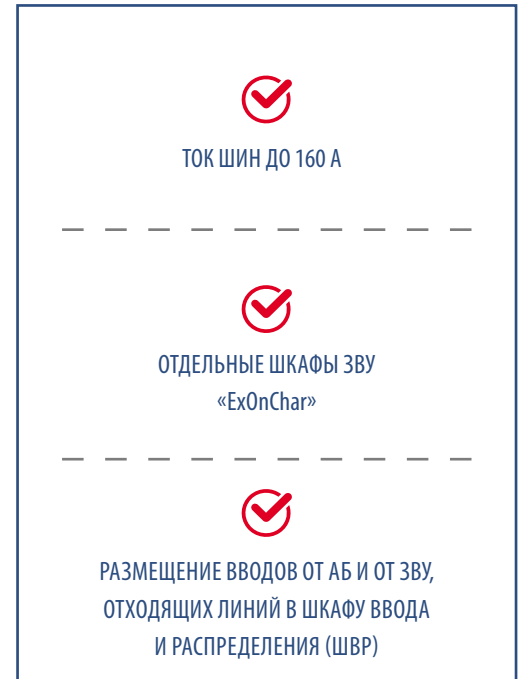 ТОК ШИН ДО 160 А
ОТДЕЛЬНЫЕ ШКАФЫ ЗВУ
«ExOnChar»
РАЗМЕЩЕНИЕ ВВОДОВ ОТ АБ И ОТ ЗВУ,
ОТХОДЯЩИХ ЛИНИЙ В ШКАФУ ВВОДА
И РАСПРЕДЕЛЕНИЯ (ШВР)